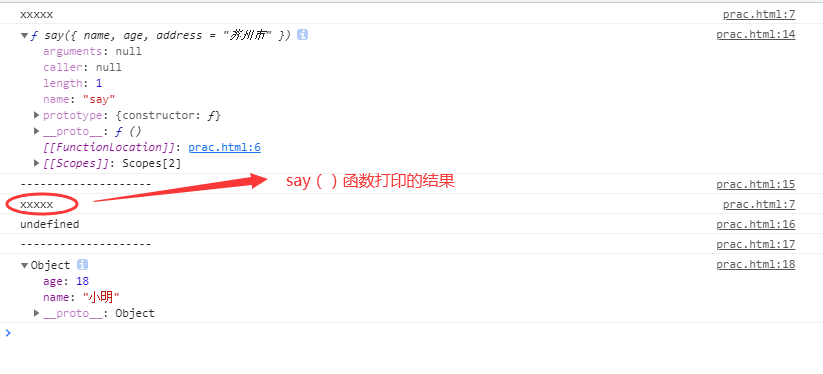 xxxxx prac.html:7
ƒ say({ name, age, address = "苏州市" }) i prac.html:14
arguments: null
caller: null
length: 1
name: "say"
prototype: {constructor: ƒ}
__proto__: ƒ ()
[[FunctionLocation]]: prac.html:6
[[Scopes]]: Scopes[2]
-------------------- prac.html:15
xxxxx prac.html:7
say（）函数打印的结果
undefined prac.html:16
-------------------- prac.html:17
Object i prac.html:18
age: 18
name: "小明"
__proto__: Object